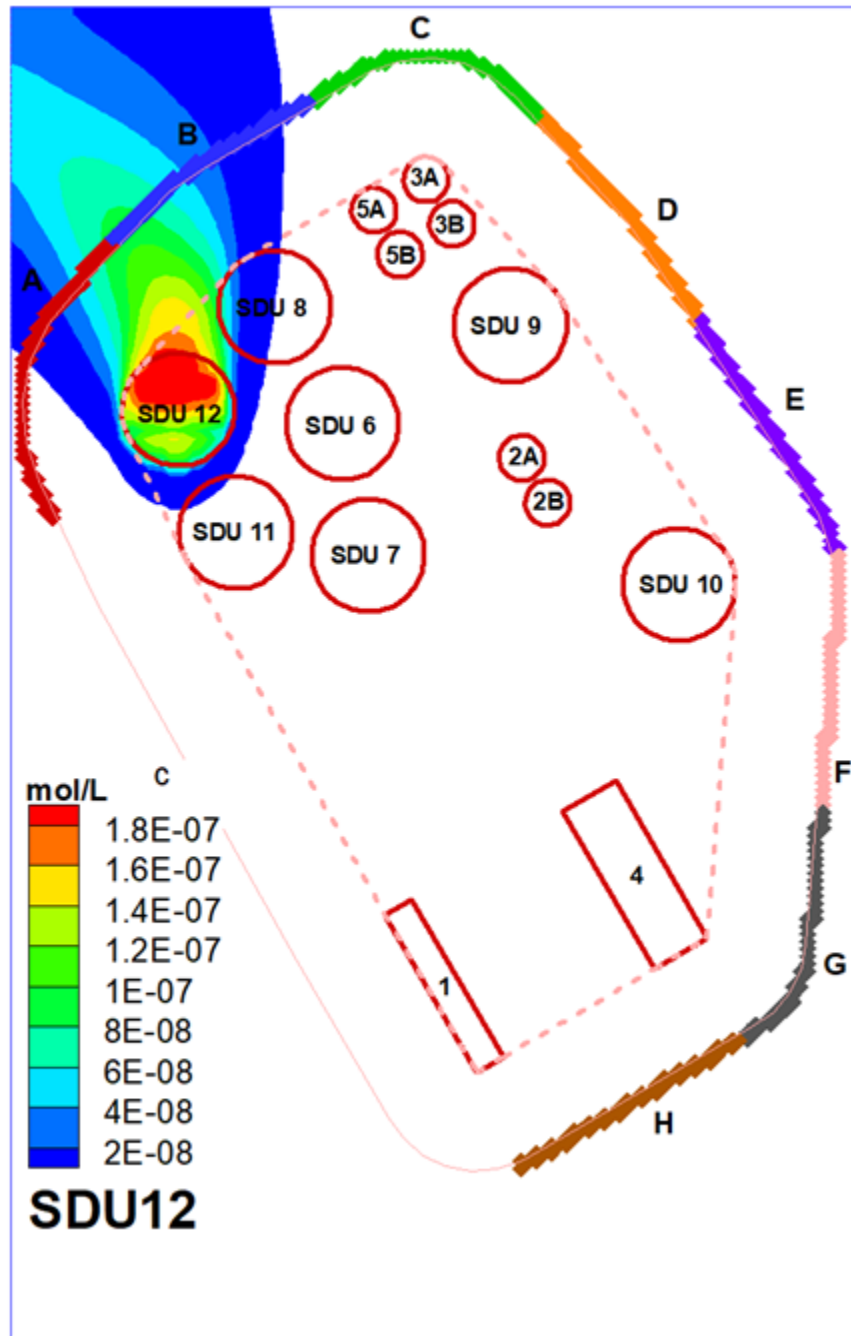 C
B
3A
5A
3B
D
5B
A
SDU 8
SDU 9
E
SDU 12
SDU 6
2A
2B
SDU 11
SDU 7
SDU 10
C
mol/L
F
1.8E-07
1.6E-07
4
1.4E-07
1.2E-07
G
1
1E-07
8E-08
6E-08
4E-08
H
2E-08
SDU12